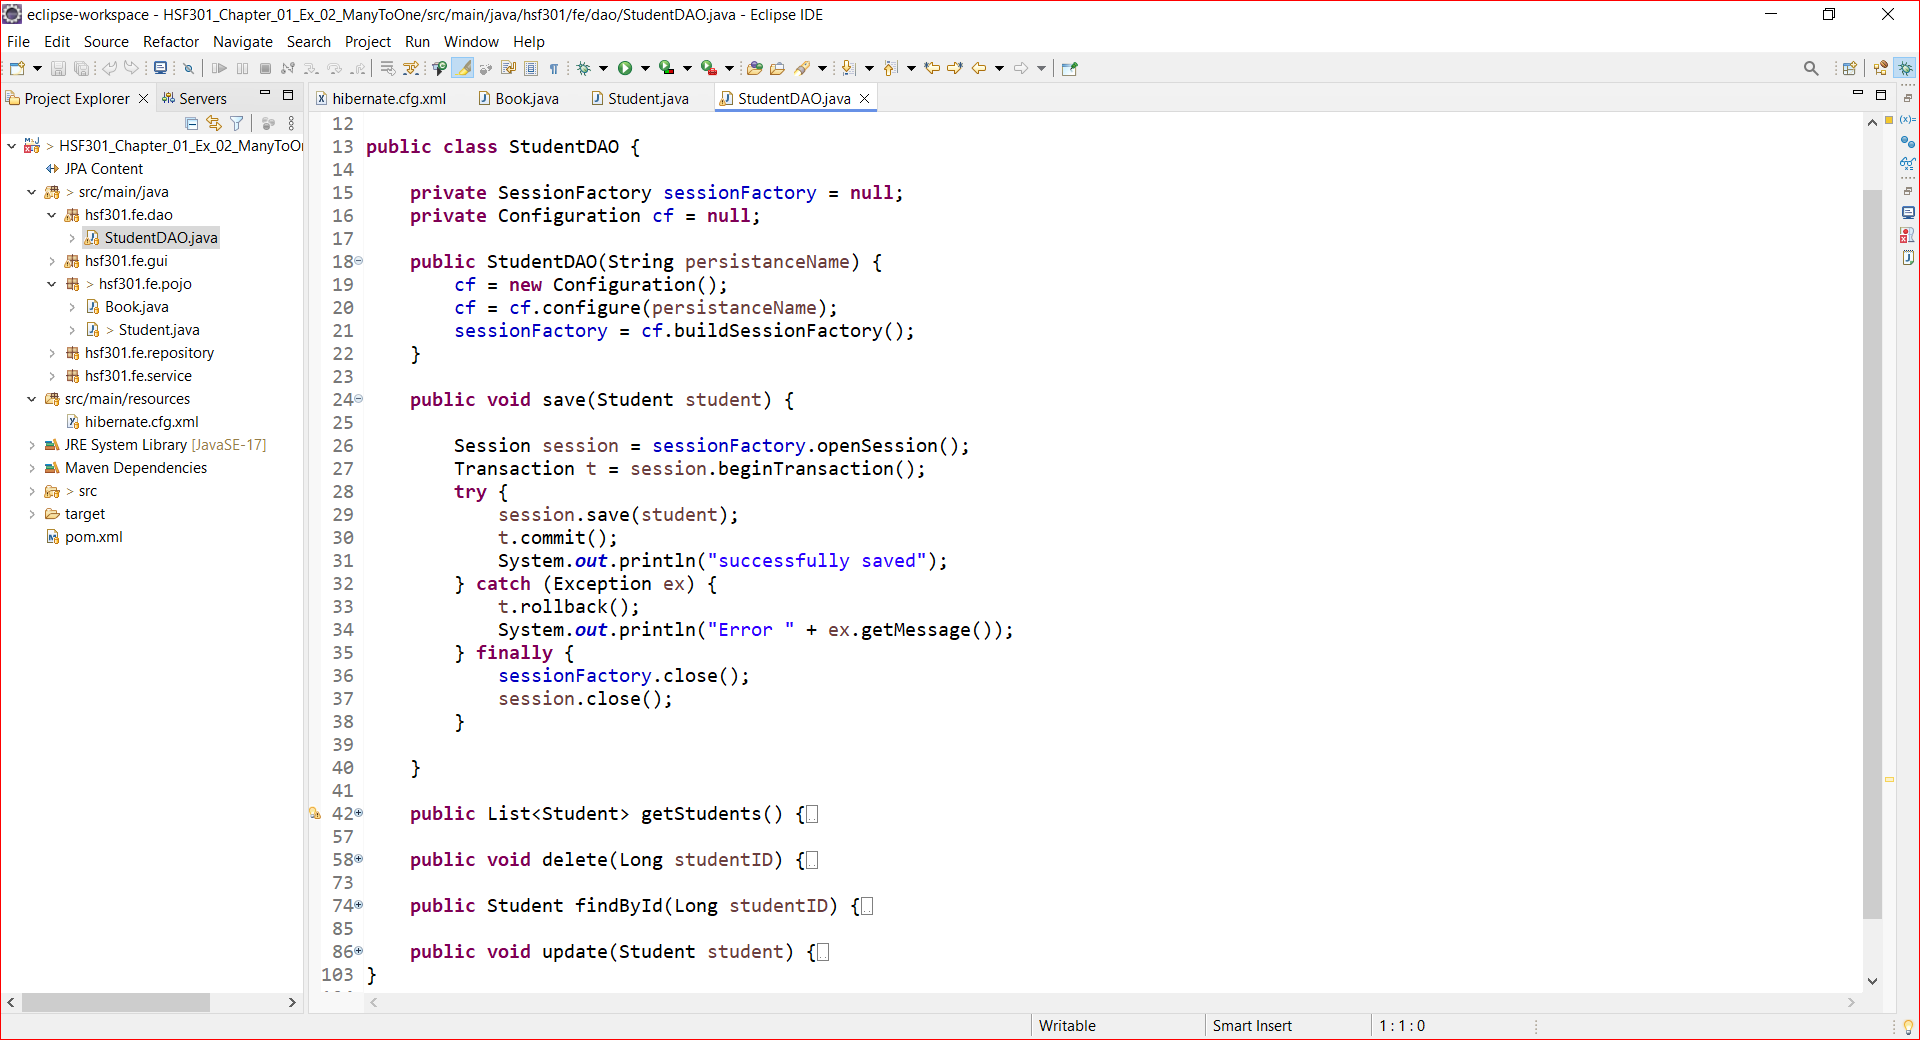 eclipse-workspace - HSF301_Chapter_01_Ex_02_ManyToOne/src/main/java/hsf301/fe/dao/StudentDAO.java - Eclipse IDE
File Edit Source Refactor Navigate Search Project Run Window Help
Project Explorer Servers
hibernate.cfg.xml Book.java Student.java StudentDAO.java
> HSF301_Chapter_01_Ex_02_ManyToOn
JPA Content
> src/main/java
hsf301.fe.dao
StudentDAO.java
hsf301.fe.gui
> hsf301.fe.pojo
Book.java
> Student.java
hsf301.fe.repository
hsf301.fe.service
src/main/resources
hibernate.cfg.xml
JRE System Library [JavaSE-17]
Maven Dependencies
> src
target
pom.xml
12
13 public class StudentDAO {
14
15     private SessionFactory sessionFactory = null;
16     private Configuration cf = null;
17
18     public StudentDAO(String persistanceName) {
19         cf = new Configuration();
20         cf = cf.configure(persistanceName);
21         sessionFactory = cf.buildSessionFactory();
22     }
23
24     public void save(Student student) {
25
26         Session session = sessionFactory.openSession();
27         Transaction t = session.beginTransaction();
28         try {
29             session.save(student);
30             t.commit();
31             System.out.println("successfully saved");
32         } catch (Exception ex) {
33             t.rollback();
34             System.out.println("Error " + ex.getMessage());
35         } finally {
36             sessionFactory.close();
37             session.close();
38         }
39
40     }
41
42     public List<Student> getStudents() {
57
58     public void delete(Long studentID) {
73
74     public Student findById(Long studentID) {
85
86     public void update(Student student) {
103 }
Writable Smart Insert 1 : 1 : 0